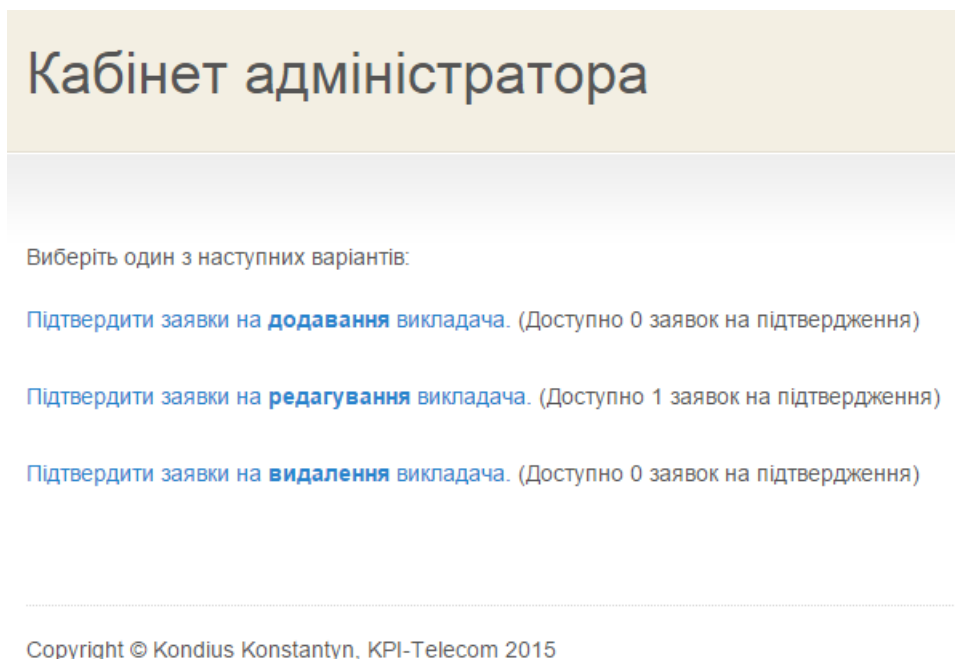 Кабінет адміністратора
Виберіть один з наступних варіантів:
Підтвердити заявки на додавання викладача. (Доступно 0 заявок на підтвердження)
Підтвердити заявки на редагування викладача. (Доступно 1 заявок на підтвердження)
Підтвердити заявки на видалення викладача. (Доступно 0 заявок на підтвердження)
Copyright © Kondius Konstantyn, KPI-Telecom 2015